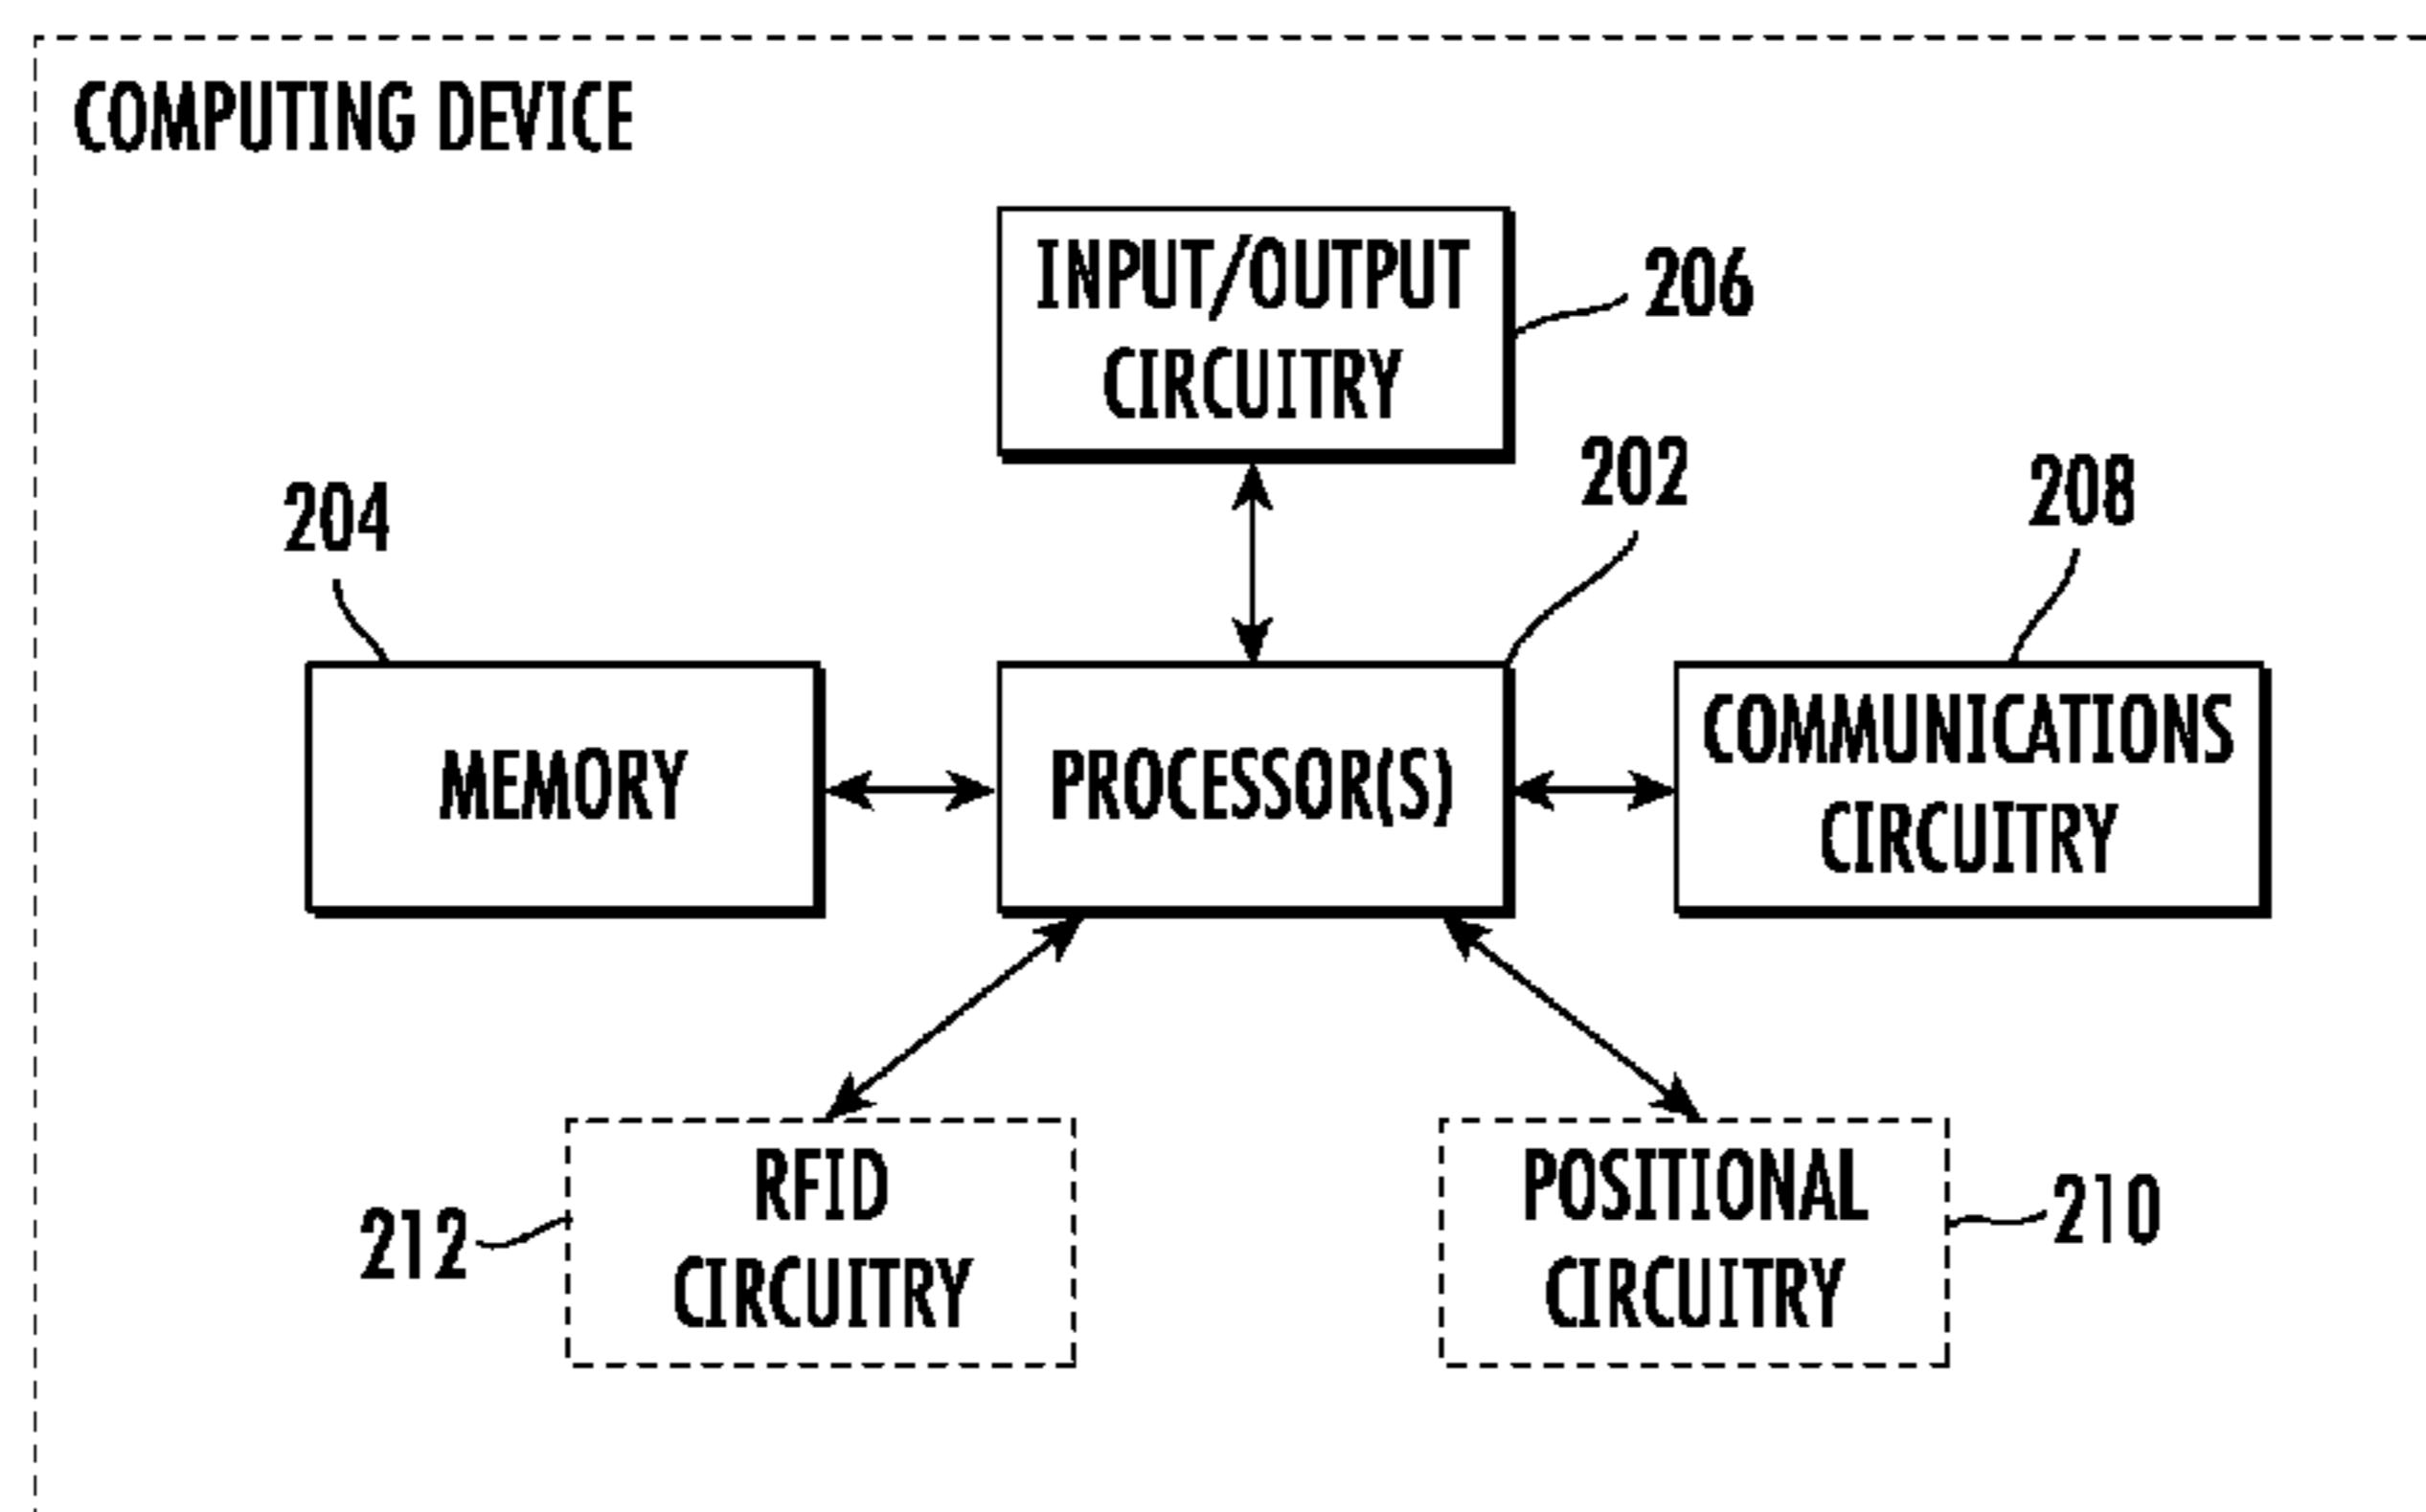 COMPUTING DEVICE
INPUT/OUTPUT
CIRCUITRY
206
202
204
208
MEMORY
PROCESSOR(S)
COMMUNICATIONS
CIRCUITRY
RFID
CIRCUITRY
212
POSITIONAL
CIRCUITRY
210